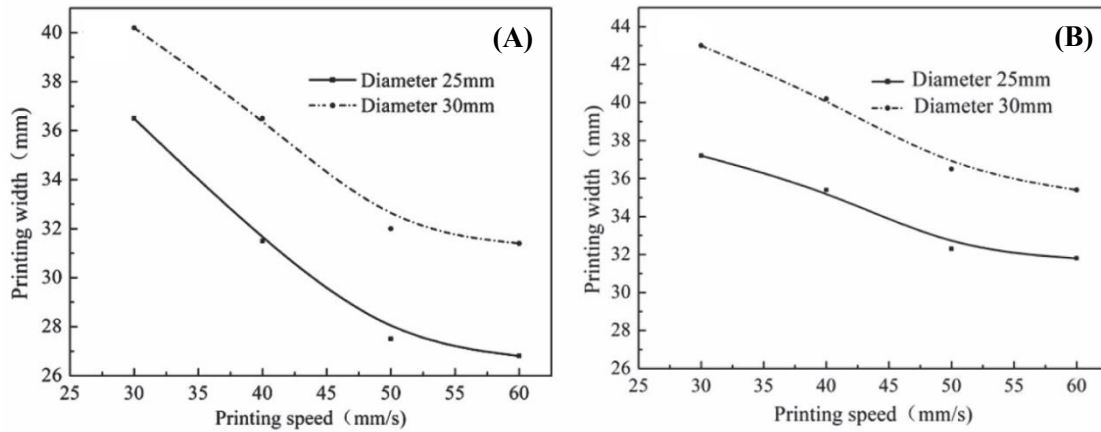 (A)
Diameter 25mm
Diameter 30mm
Printing width（mm）
40
38
36
34
32
30
28
26
25 30 35 40 45 50 55 60
Printing speed（mm/s）
(B)
Diameter 25mm
Diameter 30mm
Printing width（mm）
44
42
40
38
36
34
32
30
28
26
25 30 35 40 45 50 55 60
Printing speed（mm/s）